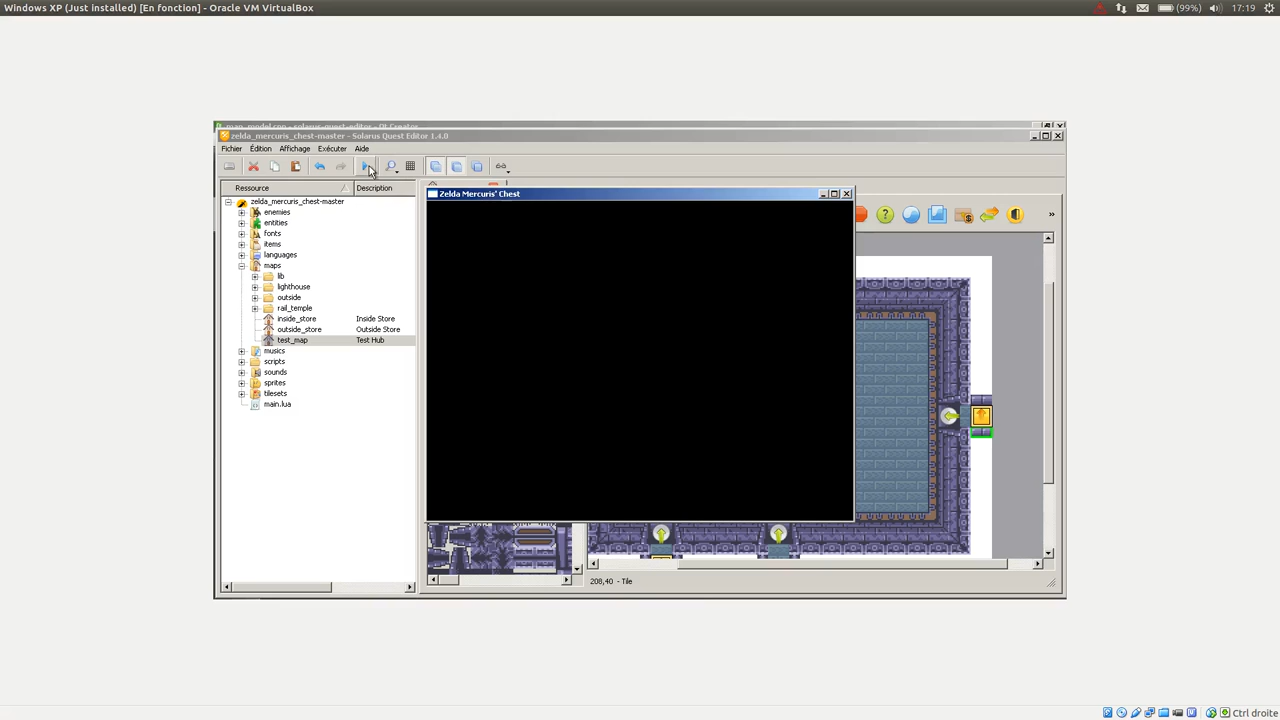 Windows XP (Just installed) [En fonction] - Oracle VM VirtualBox
(99%)
17:19
zelda_mercuris_chest-master - Solarus Quest Editor 1.4.0
Fichier Édition Affichage Exécuter Aide
Ressource Description
Zelda Mercuris' Chest
zelda_mercuris_chest-master
enemies
entities
fonts
items
languages
maps
lib
lighthouse
outside
rail_temple
inside_store Inside Store
outside_store Outside Store
test_map Test Hub
musics
scripts
sounds
sprites
tilesets
main.lua
208,40 - Tile
Ctrl droite